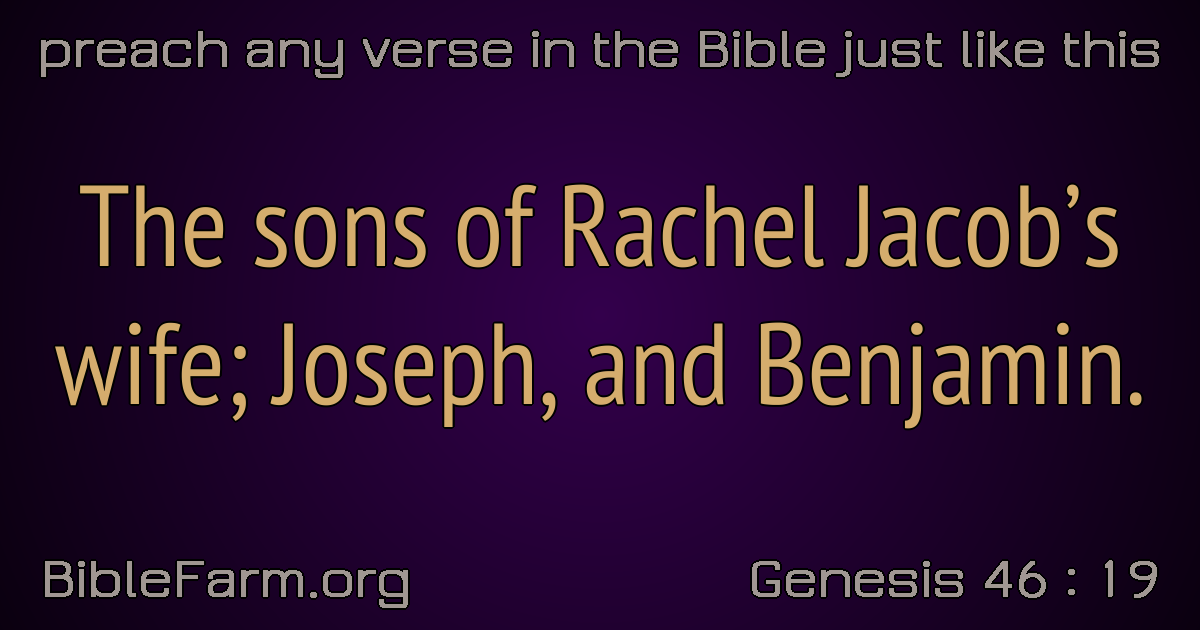 preach any verse in the Bible just like this
The sons of Rachel Jacob’s
wife; Joseph, and Benjamin.
BibleFarm.org
Genesis 46 : 19